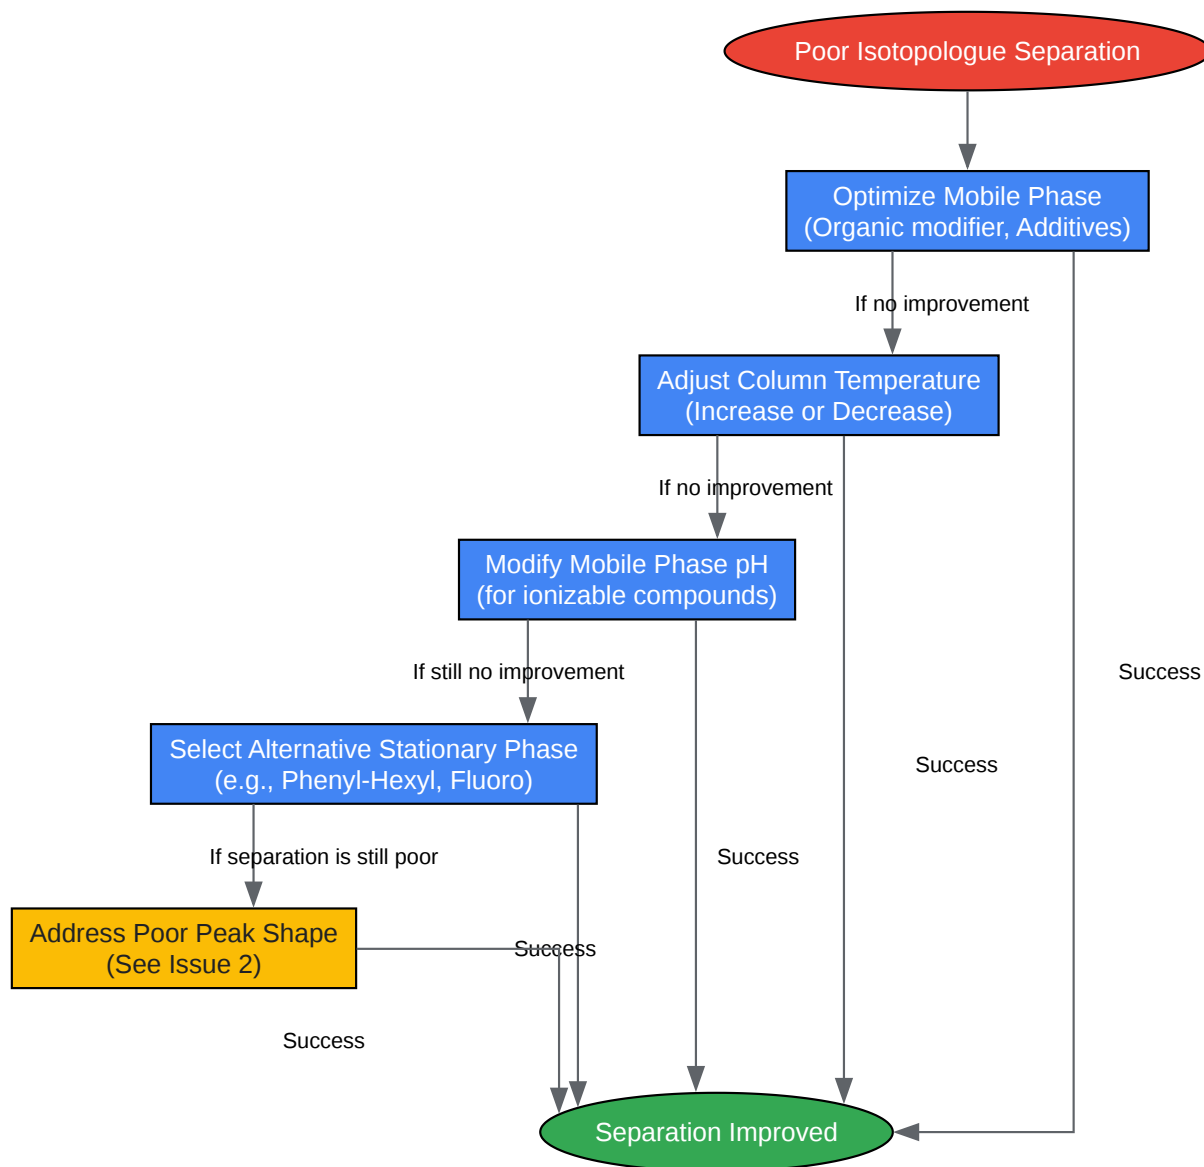 Poor Isotopologue Separation
Optimize Mobile Phase
(Organic modifier, Additives)
If no improvement
Adjust Column Temperature
(Increase or Decrease)
If no improvement
Modify Mobile Phase pH
(for ionizable compounds)
If still no improvement
Success
Select Alternative Stationary Phase
(e.g., Phenyl-Hexyl, Fluoro)
Success
If separation is still poor
Success
Address Poor Peak Shape
(See Issue 2)
Success
Success
Separation Improved